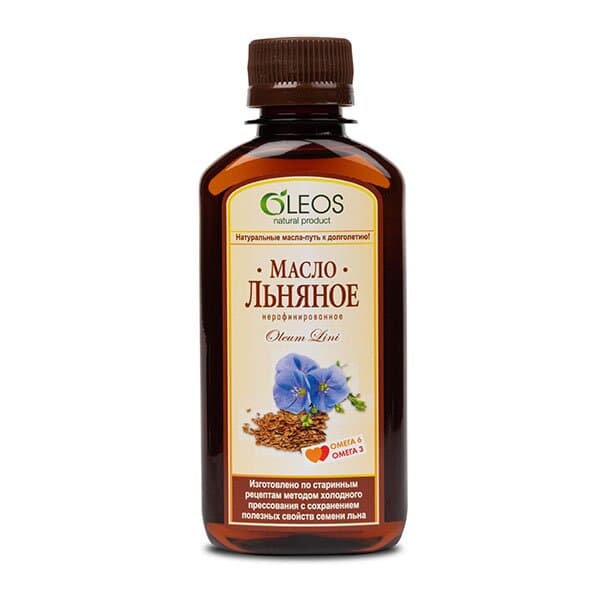 OLEOS
natural product
Натуральные масла-путь к долголетию!
• МАСЛО •
ЛЬНЯНОЕ
нерафинированное
Oleum Lini
ОМЕГА 6
ОМЕГА 3
Изготовлено по старинным
рецептам методом холодного
прессования с сохранением
полезных свойств семени льна